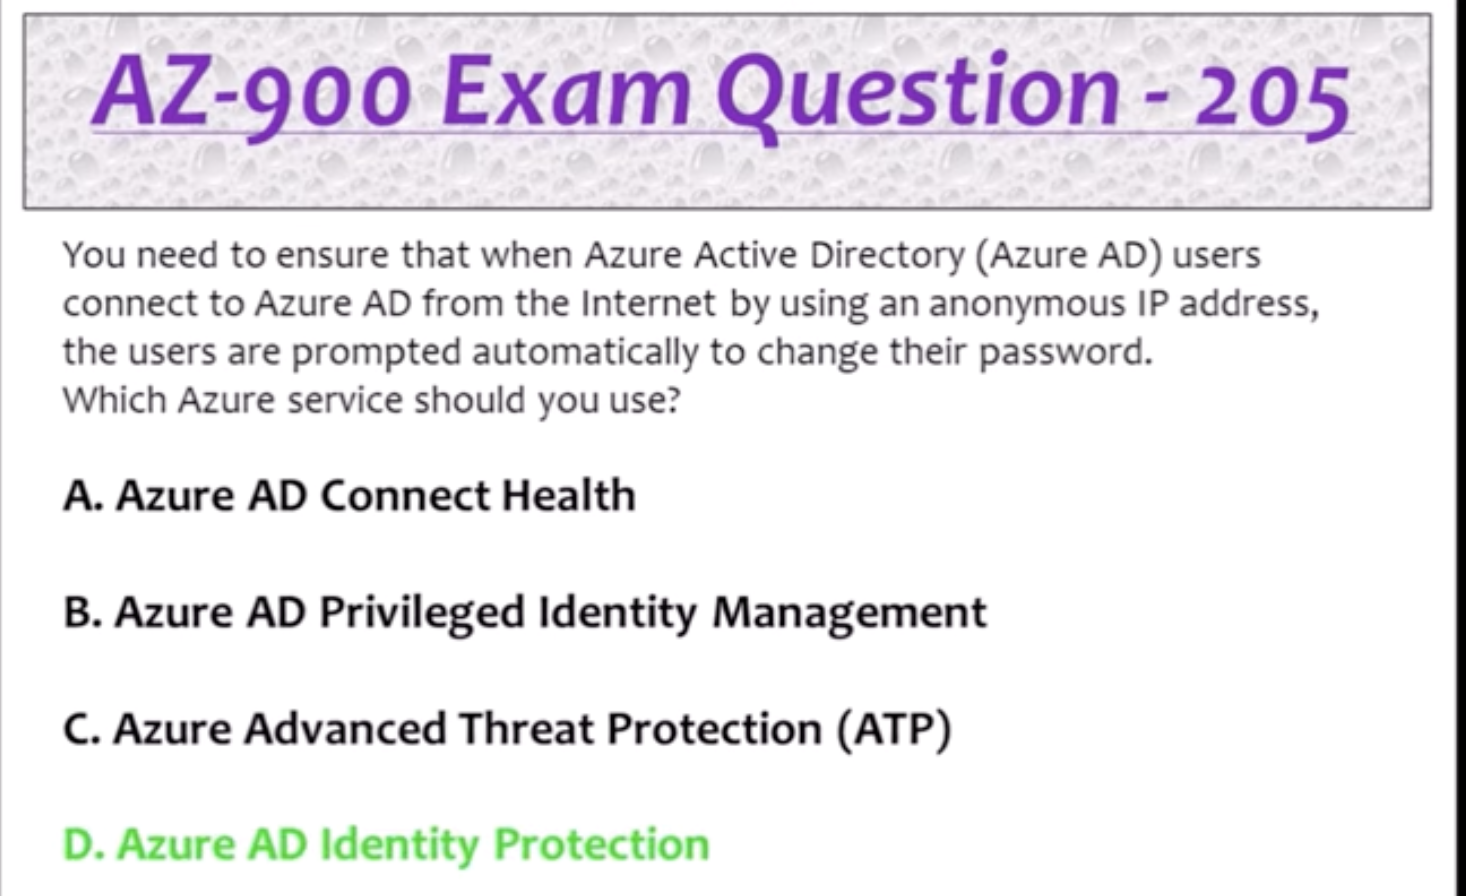 AZ-900 Exam Question - 205
You need to ensure that when Azure Active Directory (Azure AD) users
connect to Azure AD from the Internet by using an anonymous IP address,
the users are prompted automatically to change their password.
Which Azure service should you use?
A. Azure AD Connect Health
B. Azure AD Privileged Identity Management
C. Azure Advanced Threat Protection (ATP)
D. Azure AD Identity Protection